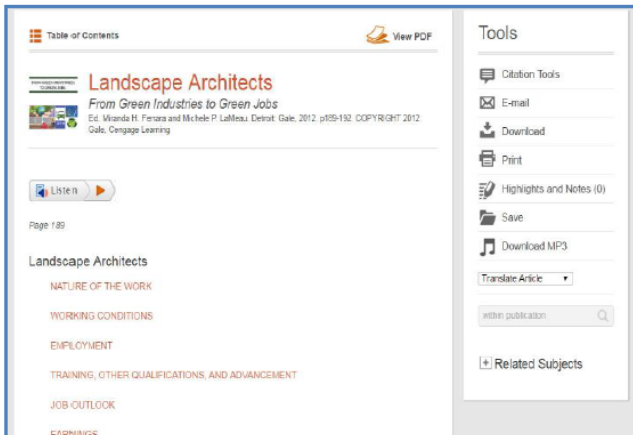 Table of Contents
View PDF
Landscape Architects
From Green Industries to Green Jobs
Ed. Miranda H. Ferrara and Michele P. LaMeau. Detroit: Gale, 2012. p189-192. COPYRIGHT 2012
Gale, Cengage Learning
Listen
Page 189
Landscape Architects
NATURE OF THE WORK
WORKING CONDITIONS
EMPLOYMENT
TRAINING, OTHER QUALIFICATIONS, AND ADVANCEMENT
JOB OUTLOOK
EARNINGS
Tools
Citation Tools
E-mail
Download
Print
Highlights and Notes (0)
Save
Download MP3
Translate Article
within publication
Related Subjects